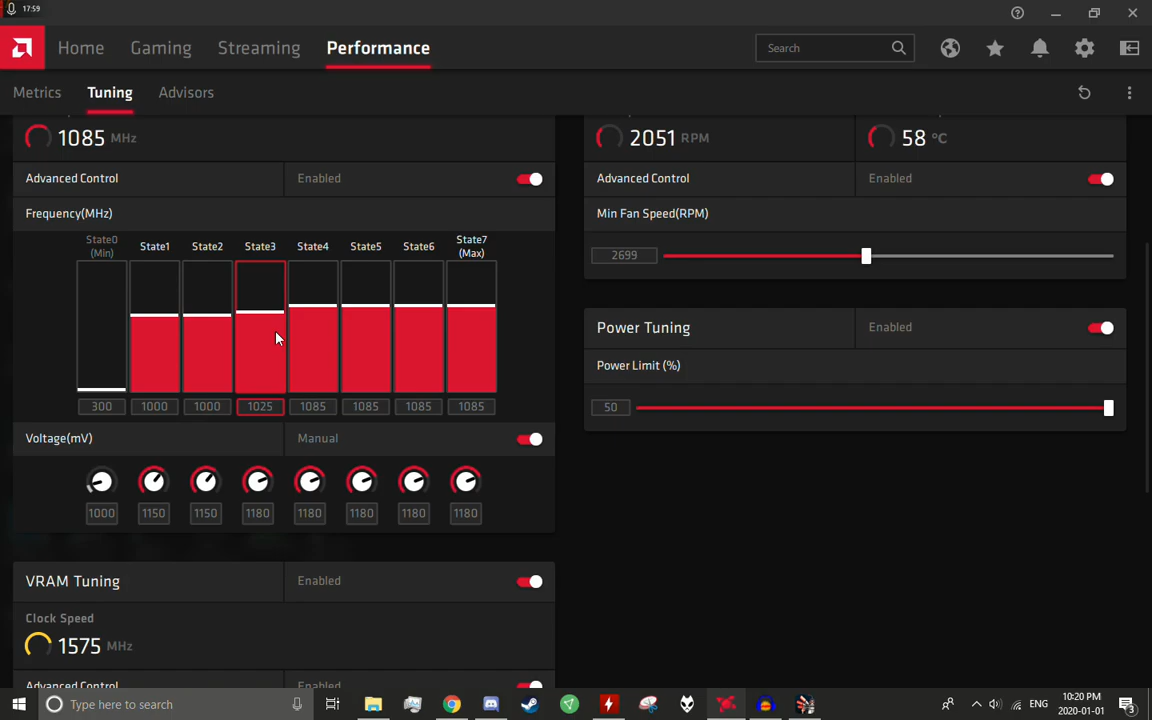 17:59
Home Gaming Streaming Performance Search
Metrics Tuning Advisors
1085 MHz
2051 RPM
58 °C
Advanced Control Enabled
Frequency(MHz)
State0 (Min) State1 State2 State3 State4 State5 State6 State7 (Max)
300 1000 1000 1025 1085 1085 1085 1085
Voltage(mV) Manual
1000 1150 1150 1180 1180 1180 1180 1180
VRAM Tuning Enabled
Clock Speed
1575 MHz
Advanced Control Enabled
Advanced Control Enabled
Min Fan Speed(RPM)
2699
Power Tuning Enabled
Power Limit (%)
50
Type here to search
ENG
10:20 PM
2020-01-01
3